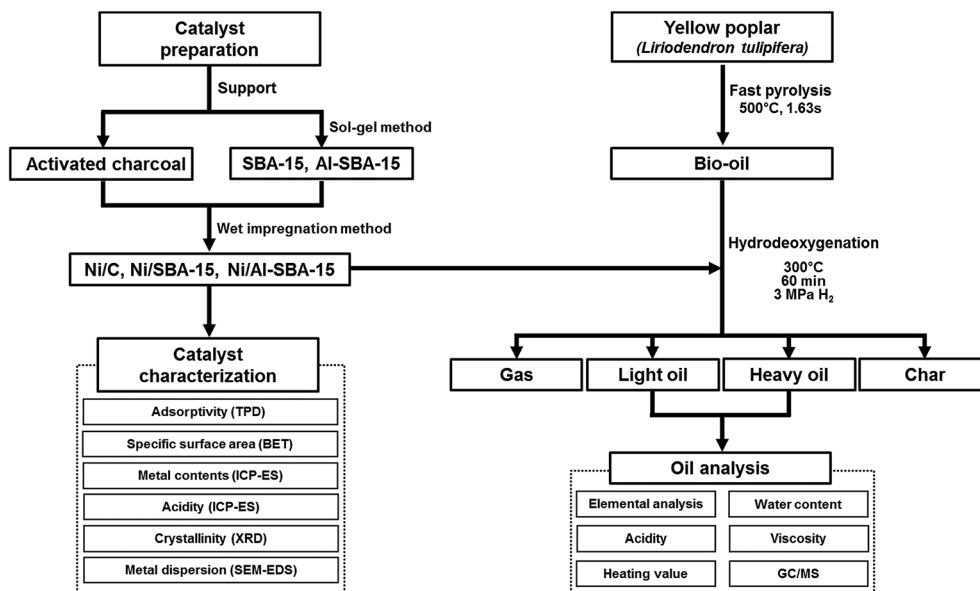 Catalyst
preparation
Support
Sol-gel method
Activated charcoal
SBA-15, Al-SBA-15
Wet impregnation method
Ni/C, Ni/SBA-15, Ni/Al-SBA-15
Catalyst
characterization
Adsorptivity (TPD)
Specific surface area (BET)
Metal contents (ICP-ES)
Acidity (ICP-ES)
Crystallinity (XRD)
Metal dispersion (SEM-EDS)
Yellow poplar
(Liriodendron tulipifera)
Fast pyrolysis
500°C, 1.63s
Bio-oil
Hydrodeoxygenation
300°C
60 min
3 MPa H₂
Gas
Light oil
Heavy oil
Char
Oil analysis
Elemental analysis
Water content
Acidity
Viscosity
Heating value
GC/MS